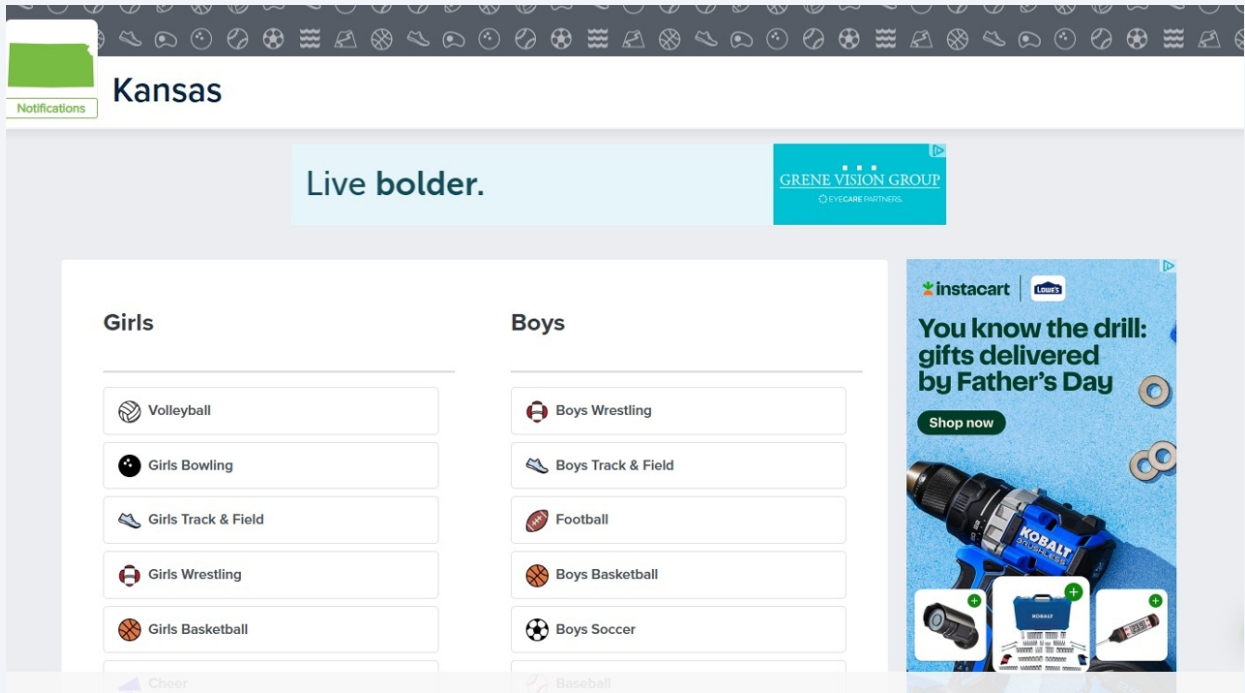 Notifications
Kansas
Live bolder.
GRENE VISION GROUP
EYECARE PARTNERS.
Girls
Volleyball
Girls Bowling
Girls Track & Field
Girls Wrestling
Girls Basketball
Cheer
Boys
Boys Wrestling
Boys Track & Field
Football
Boys Basketball
Boys Soccer
Baseball
instacart LOWE'S
You know the drill:
gifts delivered
by Father's Day
Shop now
KOBALT
BRUSHLESS
KOBALT